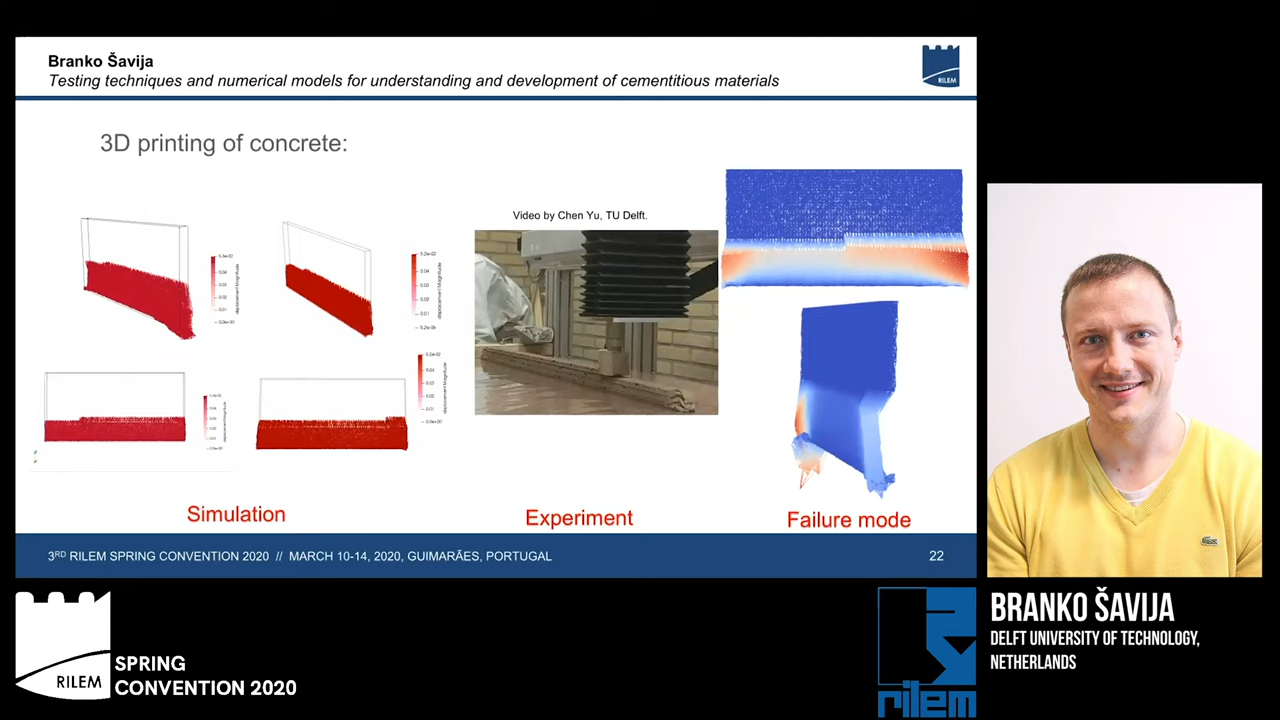 Branko Šavija
Testing techniques and numerical models for understanding and development of cementitious materials
RILEM
3D printing of concrete:
Video by Chen Yu, TU Delft.
Simulation
Experiment
Failure mode
3RD RILEM SPRING CONVENTION 2020 // MARCH 10-14, 2020, GUIMARÃES, PORTUGAL
22
RILEM
SPRING
CONVENTION 2020
rilem
BRANKO ŠAVIJA
DELFT UNIVERSITY OF TECHNOLOGY,
NETHERLANDS